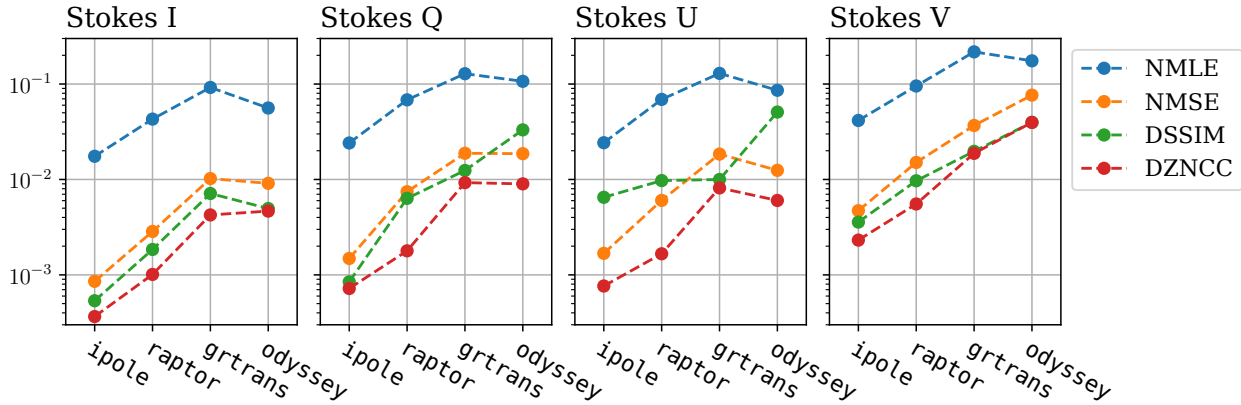 Stokes I
Stokes Q
Stokes U
Stokes V
10⁻¹
10⁻²
10⁻³
ipole
raptor
grtrans
odyssey
ipole
raptor
grtrans
odyssey
ipole
raptor
grtrans
odyssey
ipole
raptor
grtrans
odyssey
NMLE
NMSE
DSSIM
DZNCC